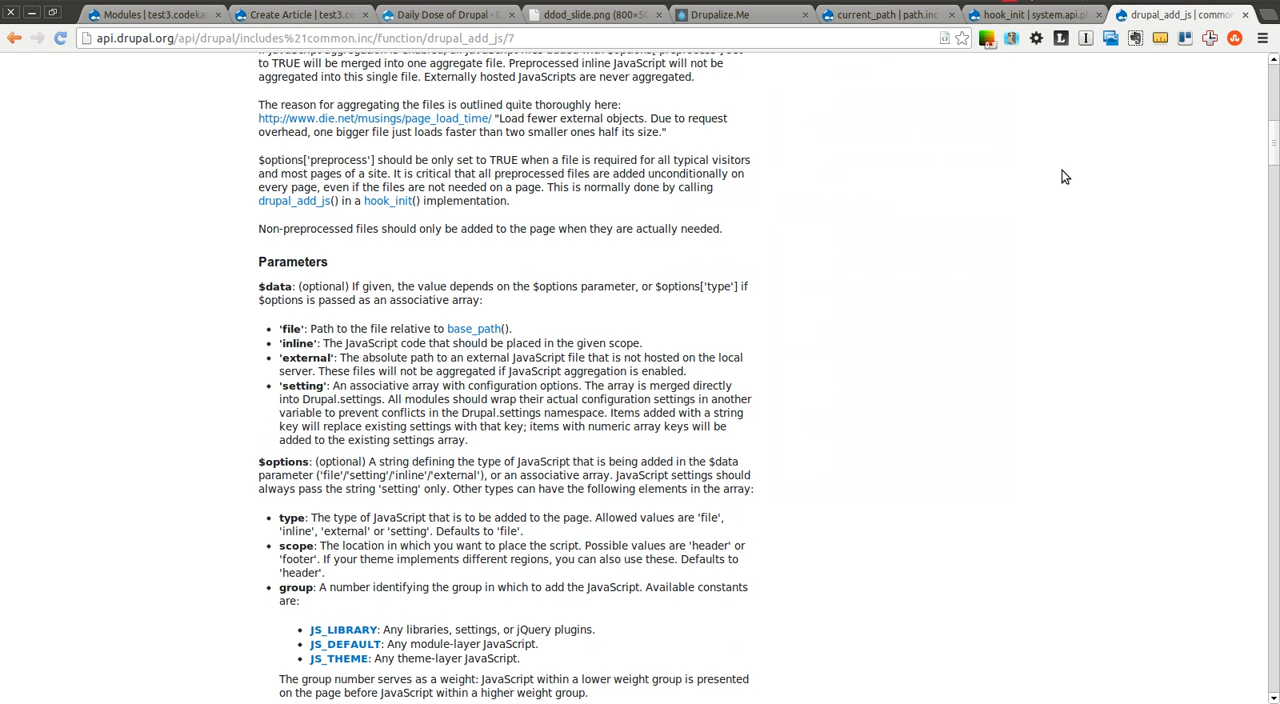 Modules | test3.codeka
Create Article | test3.co
Daily Dose of Drupal - D
ddod_slide.png (800×5
Drupalize.Me
current_path | path.inc
hook_init | system.api.p
drupal_add_js | commo
api.drupal.org/api/drupal/includes%21common.inc/function/drupal_add_js/7
to TRUE will be merged into one aggregate file. Preprocessed inline JavaScript will not be
aggregated into this single file. Externally hosted JavaScripts are never aggregated.
The reason for aggregating the files is outlined quite thoroughly here:
http://www.die.net/musings/page_load_time/ "Load fewer external objects. Due to request
overhead, one bigger file just loads faster than two smaller ones half its size."
$options['preprocess'] should be only set to TRUE when a file is required for all typical visitors
and most pages of a site. It is critical that all preprocessed files are added unconditionally on
every page, even if the files are not needed on a page. This is normally done by calling
drupal_add_js() in a hook_init() implementation.
Non-preprocessed files should only be added to the page when they are actually needed.
Parameters
$data: (optional) If given, the value depends on the $options parameter, or $options['type'] if
$options is passed as an associative array:
• 'file': Path to the file relative to base_path().
• 'inline': The JavaScript code that should be placed in the given scope.
• 'external': The absolute path to an external JavaScript file that is not hosted on the local
server. These files will not be aggregated if JavaScript aggregation is enabled.
• 'setting': An associative array with configuration options. The array is merged directly
into Drupal.settings. All modules should wrap their actual configuration settings in another
variable to prevent conflicts in the Drupal.settings namespace. Items added with a string
key will replace existing settings with that key; items with numeric array keys will be
added to the existing settings array.
$options: (optional) A string defining the type of JavaScript that is being added in the $data
parameter ('file'/'setting'/'inline'/'external'), or an associative array. JavaScript settings should
always pass the string 'setting' only. Other types can have the following elements in the array:
• type: The type of JavaScript that is to be added to the page. Allowed values are 'file',
'inline', 'external' or 'setting'. Defaults to 'file'.
• scope: The location in which you want to place the script. Possible values are 'header' or
'footer'. If your theme implements different regions, you can also use these. Defaults to
'header'.
• group: A number identifying the group in which to add the JavaScript. Available constants
are:
• JS_LIBRARY: Any libraries, settings, or jQuery plugins.
• JS_DEFAULT: Any module-layer JavaScript.
• JS_THEME: Any theme-layer JavaScript.
The group number serves as a weight: JavaScript within a lower weight group is presented
on the page before JavaScript within a higher weight group.